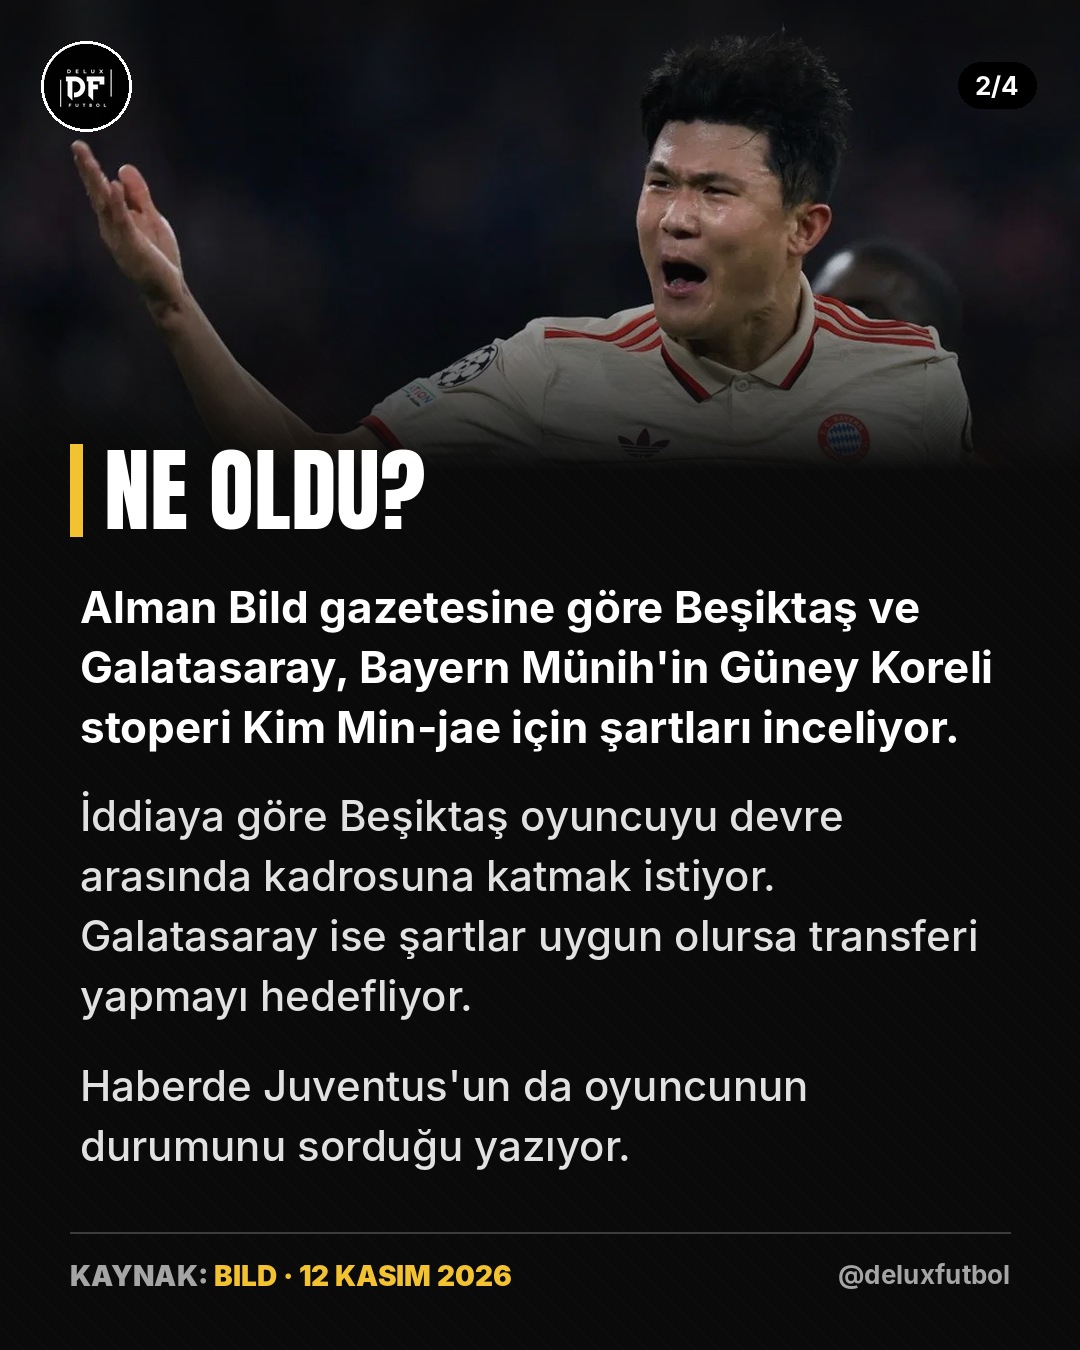 DELUX
DF
FUTBOL
2/4
NE OLDU?
Alman Bild gazetesine göre Beşiktaş ve
Galatasaray, Bayern Münih'in Güney Koreli
stoperi Kim Min-jae için şartları inceliyor.
İddiaya göre Beşiktaş oyuncuyu devre
arasında kadrosuna katmak istiyor.
Galatasaray ise şartlar uygun olursa transferi
yapmayı hedefliyor.
Haberde Juventus'un da oyuncunun
durumunu sorduğu yazıyor.
KAYNAK: BILD · 12 KASIM 2026
@deluxfutbol